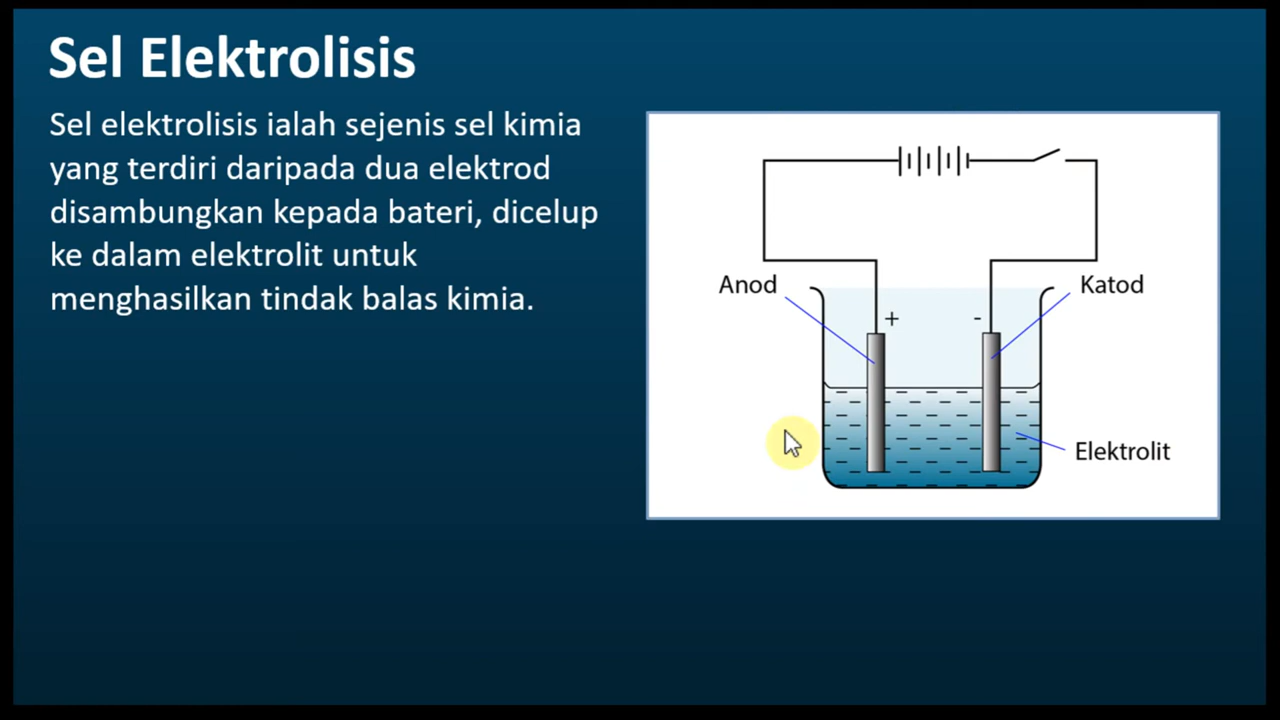 Sel Elektrolisis
Sel elektrolisis ialah sejenis sel kimia
yang terdiri daripada dua elektrod
disambungkan kepada bateri, dicelup
ke dalam elektrolit untuk
menghasilkan tindak balas kimia.
Anod
Katod
+
-
Elektrolit